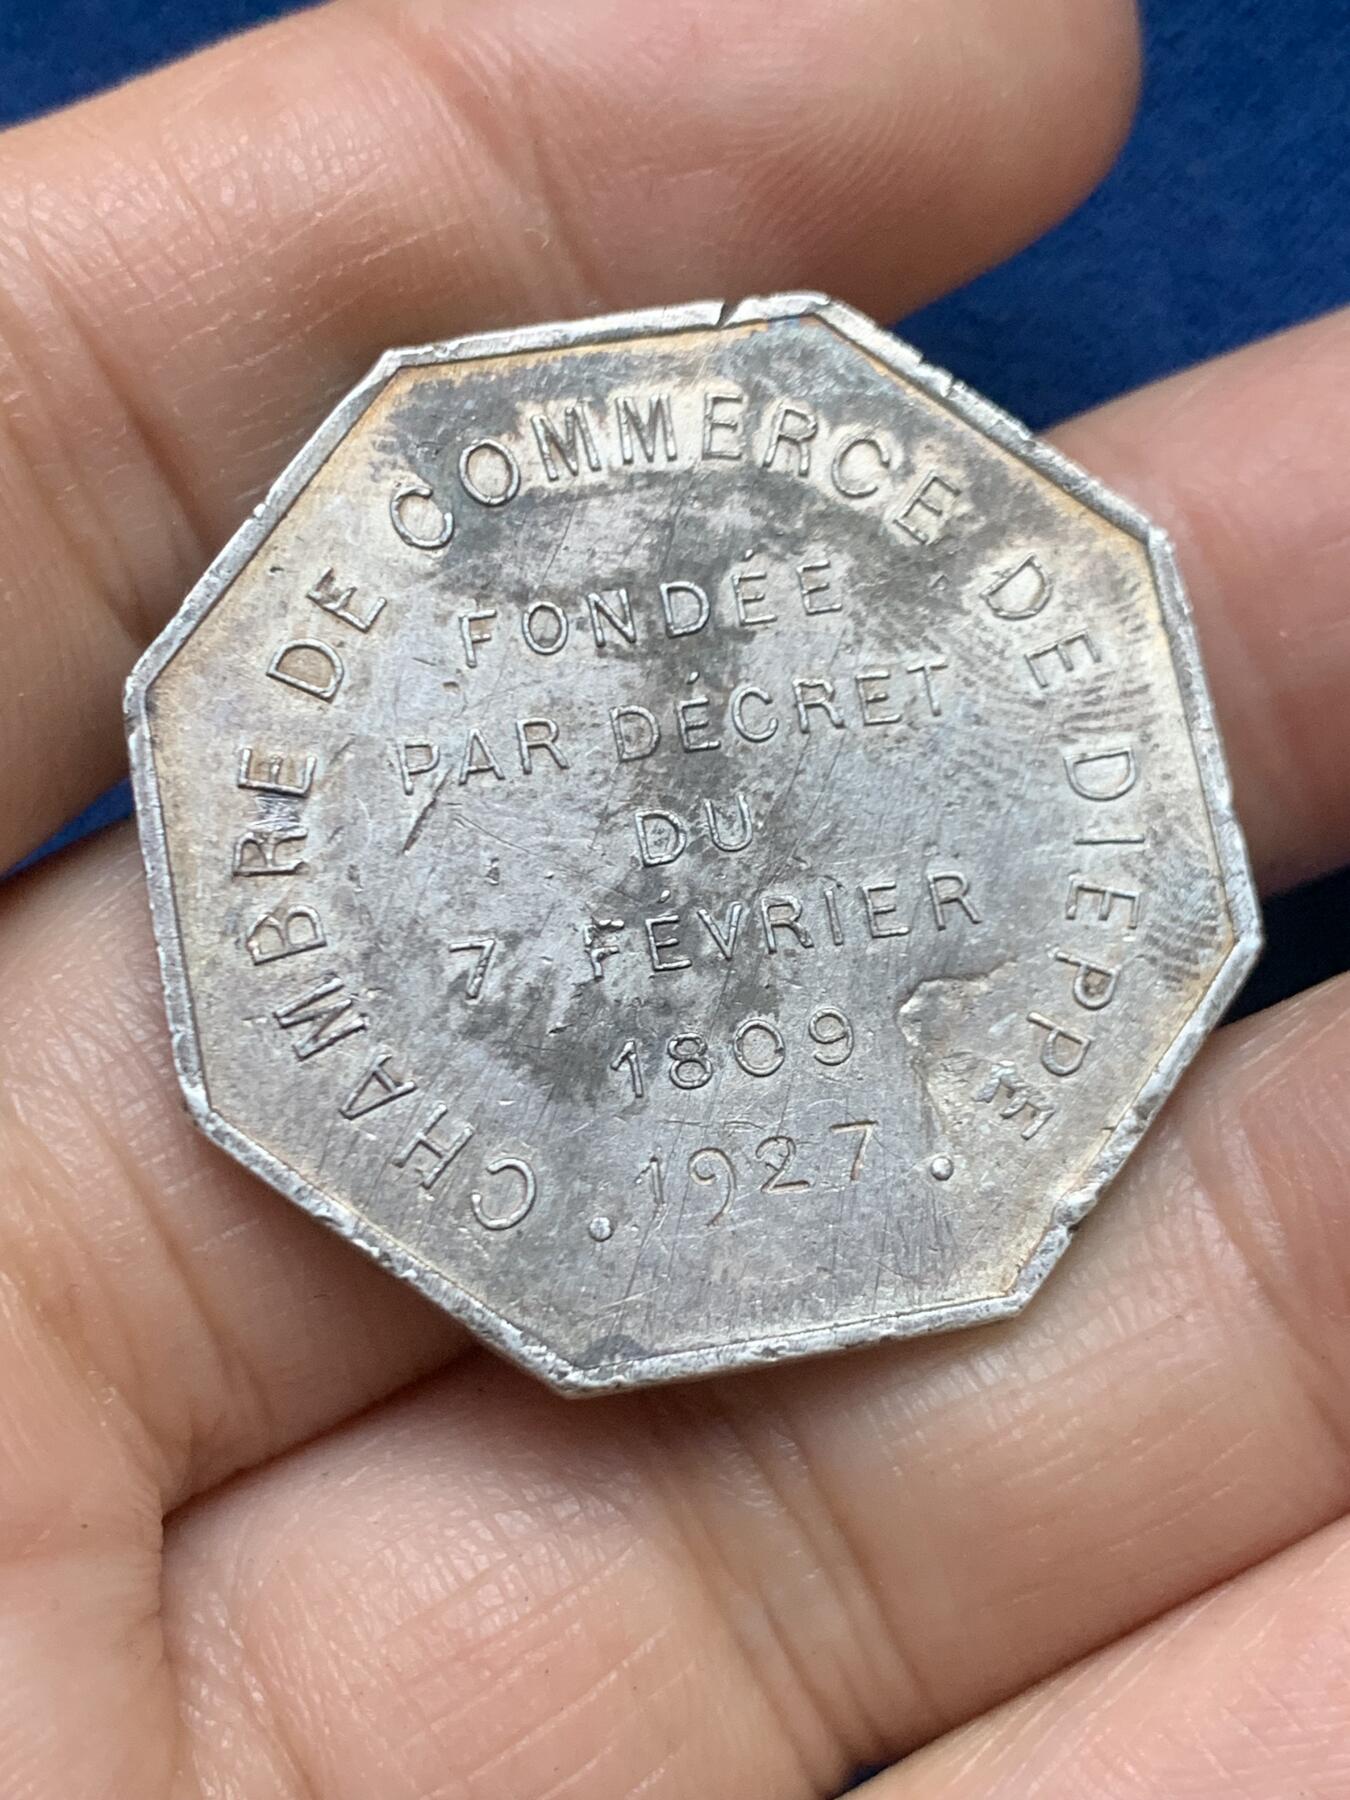 CHAMBRE DE COMMERCE DE DIEPPE
FONDÉE
PAR DÉCRET
DU
7 FÉVRIER
1809
• 1927 •